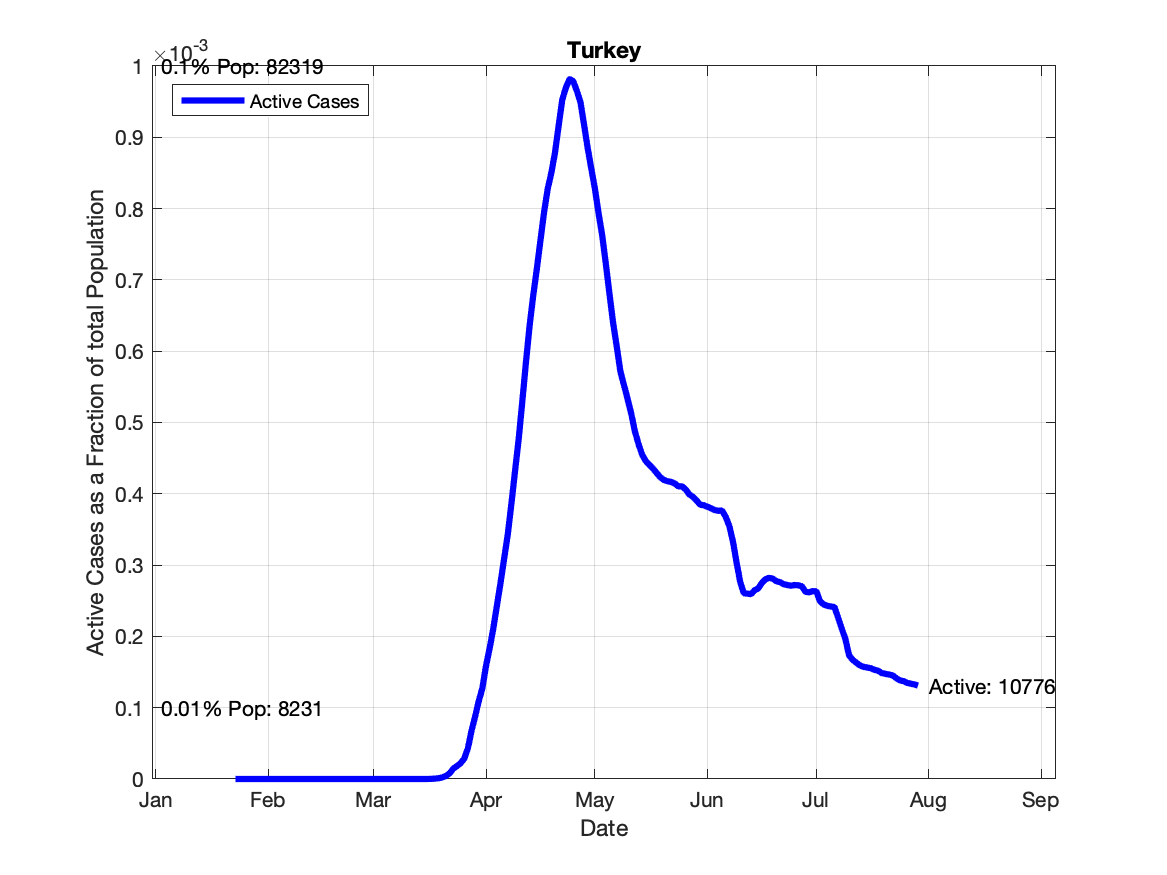 Turkey
×10-3
0.1% Pop: 82319
Active Cases
1
0.9
0.8
0.7
0.6
0.5
0.4
0.3
0.2
0.1
0
Active Cases as a Fraction of total Population
Active: 10776
0.01% Pop: 8231
Jan Feb Mar Apr May Jun Jul Aug Sep
Date